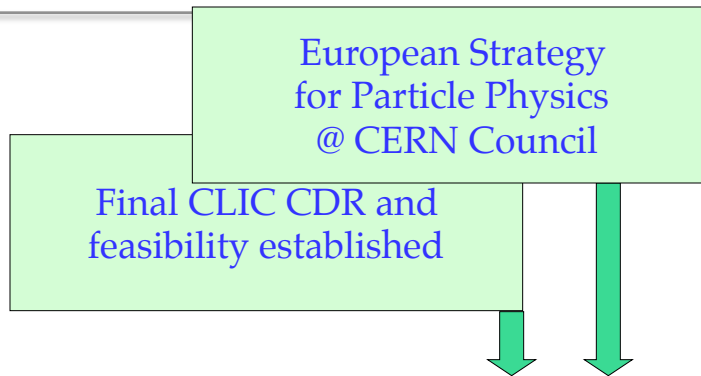 European Strategy
for Particle Physics
@ CERN Council
Final CLIC CDR and
feasibility established